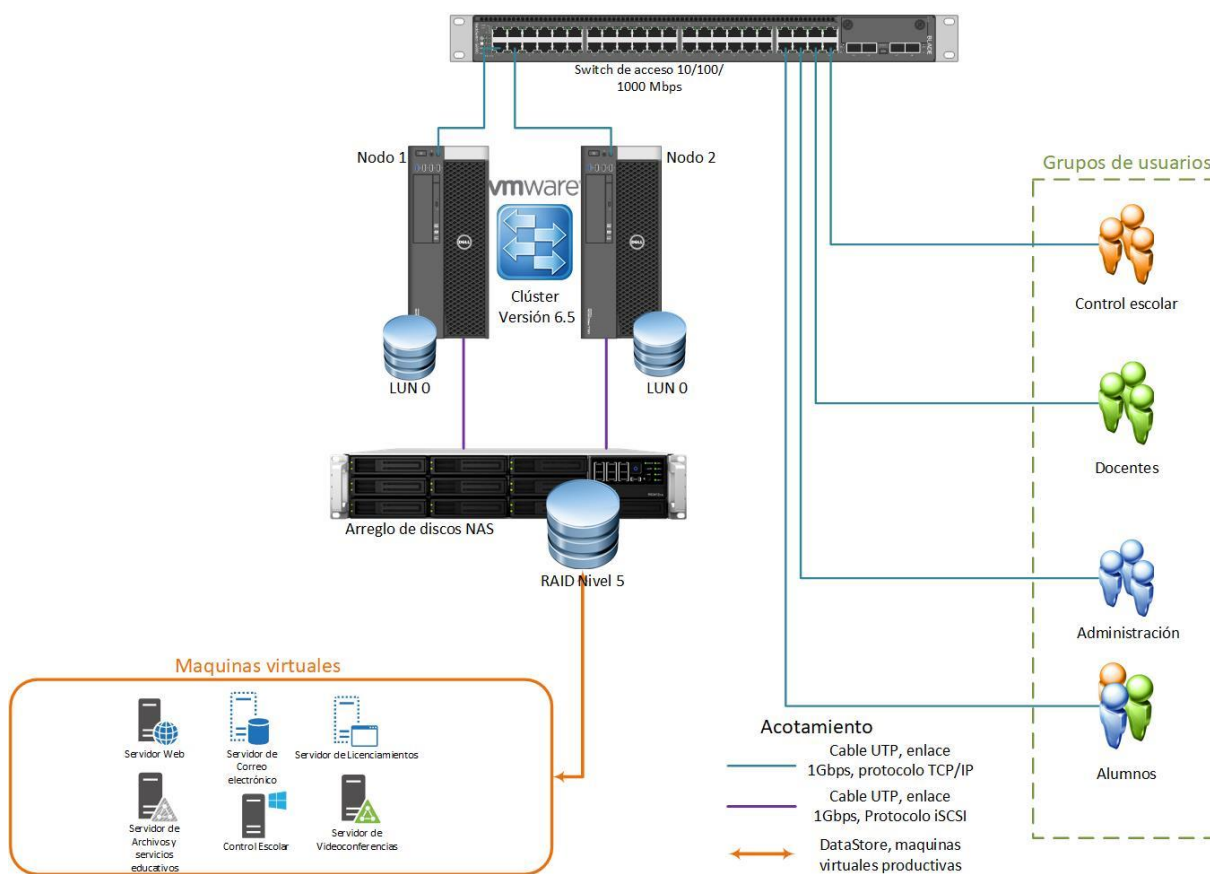 Switch de acceso 10/100/
1000 Mbps
BLADE
Nodo 1
Nodo 2
vmware
DELL
DELL
Clúster
Versión 6.5
LUN 0
LUN 0
Arreglo de discos NAS
RAID Nivel 5
Grupos de usuarios
Control escolar
Docentes
Administración
Alumnos
Maquinas virtuales
Servidor Web
Servidor de
Correo
electrónico
Servidor de Licenciamientos
Servidor de
Archivos y
servicios
educativos
Control Escolar
Servidor de
Videoconferencias
Acotamiento
Cable UTP, enlace
1Gbps, protocolo TCP/IP
Cable UTP, enlace
1Gbps, Protocolo iSCSI
DataStore, maquinas
virtuales productivas